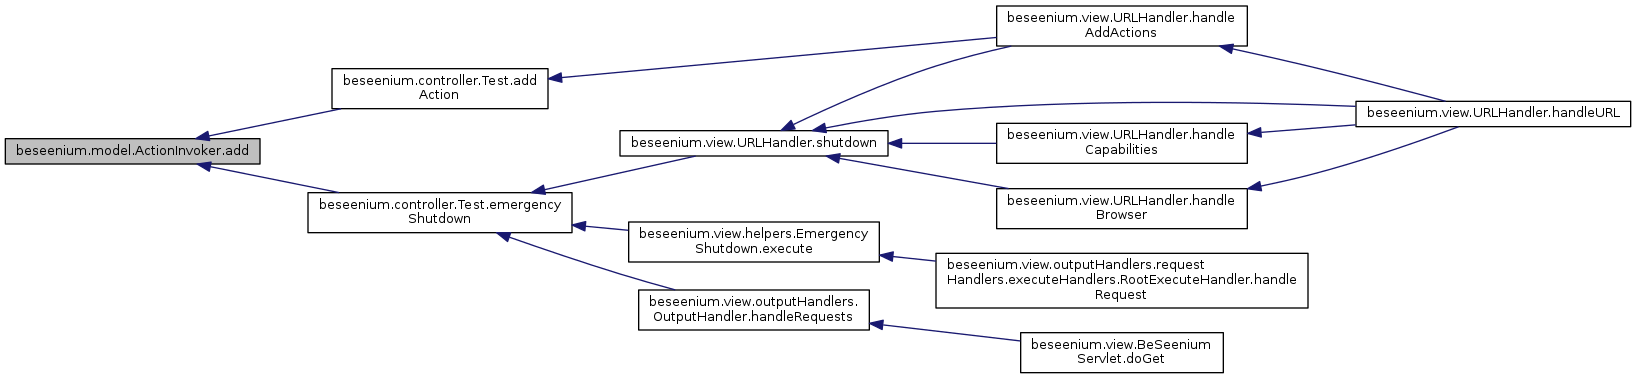 beseenium.model.ActionInvoker.add
beseenium.controller.Test.add
Action
beseenium.controller.Test.emergency
Shutdown
beseenium.view.URLHandler.shutdown
beseenium.view.helpers.Emergency
Shutdown.execute
beseenium.view.outputHandlers.
OutputHandler.handleRequests
beseenium.view.URLHandler.handle
AddActions
beseenium.view.URLHandler.handle
Capabilities
beseenium.view.URLHandler.handle
Browser
beseenium.view.outputHandlers.request
Handlers.executeHandlers.RootExecuteHandler.handle
Request
beseenium.view.BeSeenium
Servlet.doGet
beseenium.view.URLHandler.handleURL